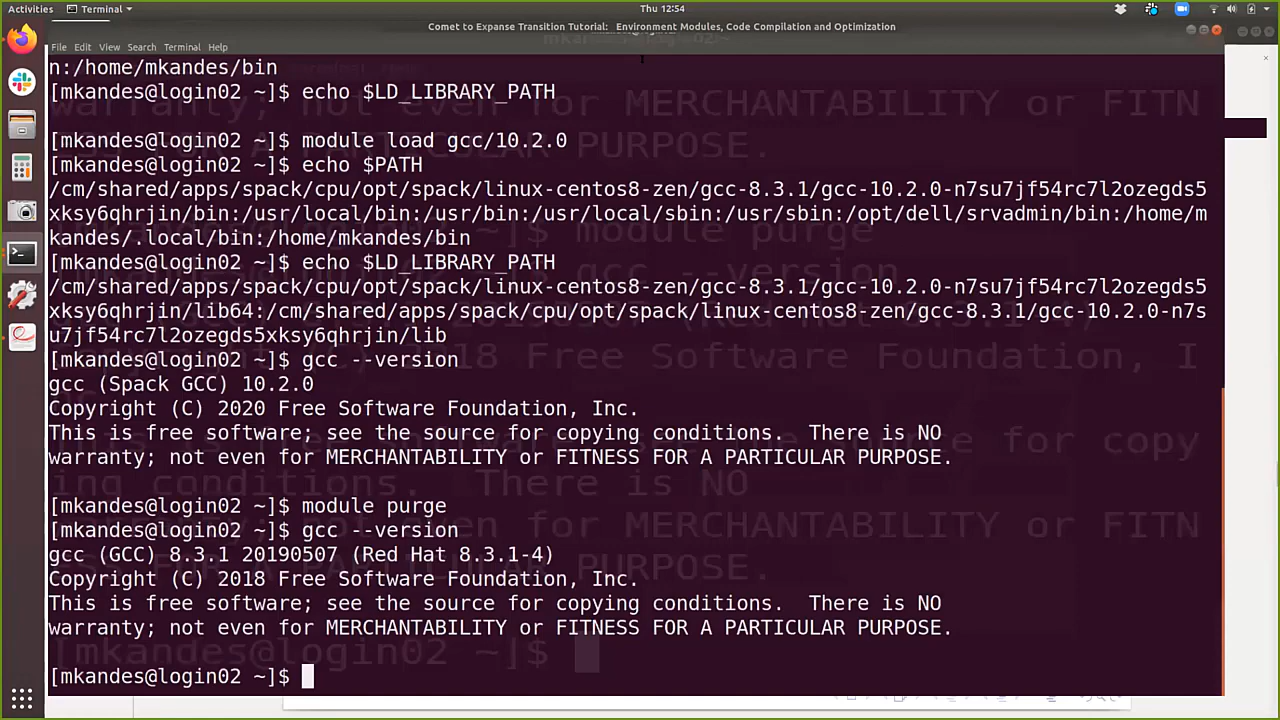 Activities
Terminal
Thu 12:54
Comet to Expanse Transition Tutorial: Environment Modules, Code Compilation and Optimization
File Edit View Search Terminal Help
n:/home/mkandes/bin
[mkandes@login02 ~]$ echo $LD_LIBRARY_PATH
[mkandes@login02 ~]$ module load gcc/10.2.0
[mkandes@login02 ~]$ echo $PATH
/cm/shared/apps/spack/cpu/opt/spack/linux-centos8-zen/gcc-8.3.1/gcc-10.2.0-n7su7jf54rc7l2ozegds5
xksy6qhrjin/bin:/usr/local/bin:/usr/bin:/usr/local/sbin:/usr/sbin:/opt/dell/srvadmin/bin:/home/m
kandes/.local/bin:/home/mkandes/bin
[mkandes@login02 ~]$ echo $LD_LIBRARY_PATH
/cm/shared/apps/spack/cpu/opt/spack/linux-centos8-zen/gcc-8.3.1/gcc-10.2.0-n7su7jf54rc7l2ozegds5
xksy6qhrjin/lib64:/cm/shared/apps/spack/cpu/opt/spack/linux-centos8-zen/gcc-8.3.1/gcc-10.2.0-n7s
u7jf54rc7l2ozegds5xksy6qhrjin/lib
[mkandes@login02 ~]$ gcc --version
gcc (Spack GCC) 10.2.0
Copyright (C) 2020 Free Software Foundation, Inc.
This is free software; see the source for copying conditions.  There is NO
warranty; not even for MERCHANTABILITY or FITNESS FOR A PARTICULAR PURPOSE.
[mkandes@login02 ~]$ module purge
[mkandes@login02 ~]$ gcc --version
gcc (GCC) 8.3.1 20190507 (Red Hat 8.3.1-4)
Copyright (C) 2018 Free Software Foundation, Inc.
This is free software; see the source for copying conditions.  There is NO
warranty; not even for MERCHANTABILITY or FITNESS FOR A PARTICULAR PURPOSE.
[mkandes@login02 ~]$